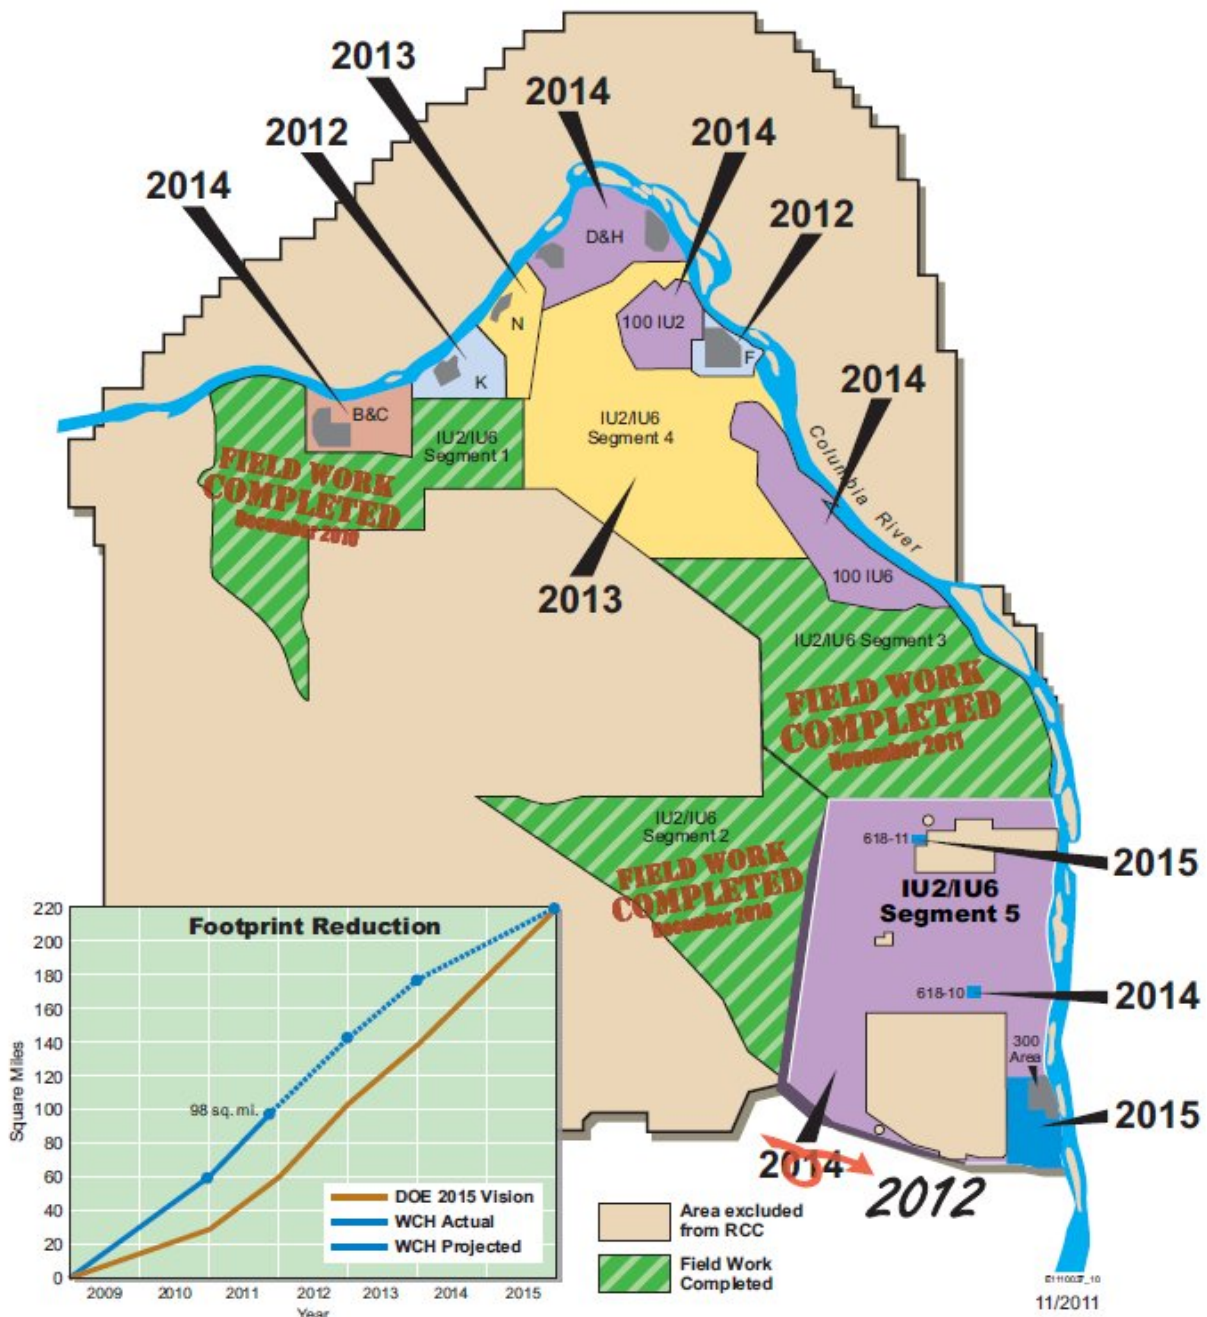 2013
2014
2012
2014
2014
2012
D&H
100 IU2
N
F
K
2014
B&C
IU2/IU6
Segment 1
IU2/IU6
Segment 4
Columbia River
FIELD WORK
COMPLETED
December 2010
100 IU6
2013
IU2/IU6 Segment 3
FIELD WORK
COMPLETED
November 2011
IU2/IU6
Segment 2
FIELD WORK
COMPLETED
December 2010
618-11
2015
IU2/IU6
Segment 5
618-10
2014
300
Area
2015
2014
2012
Footprint Reduction
Square Miles
220
200
180
160
140
120
100
80
60
40
20
0
98 sq. mi.
DOE 2015 Vision
WCH Actual
WCH Projected
2009 2010 2011 2012 2013 2014 2015
Year
Area excluded
from RCC
Field Work
Completed
11/2011